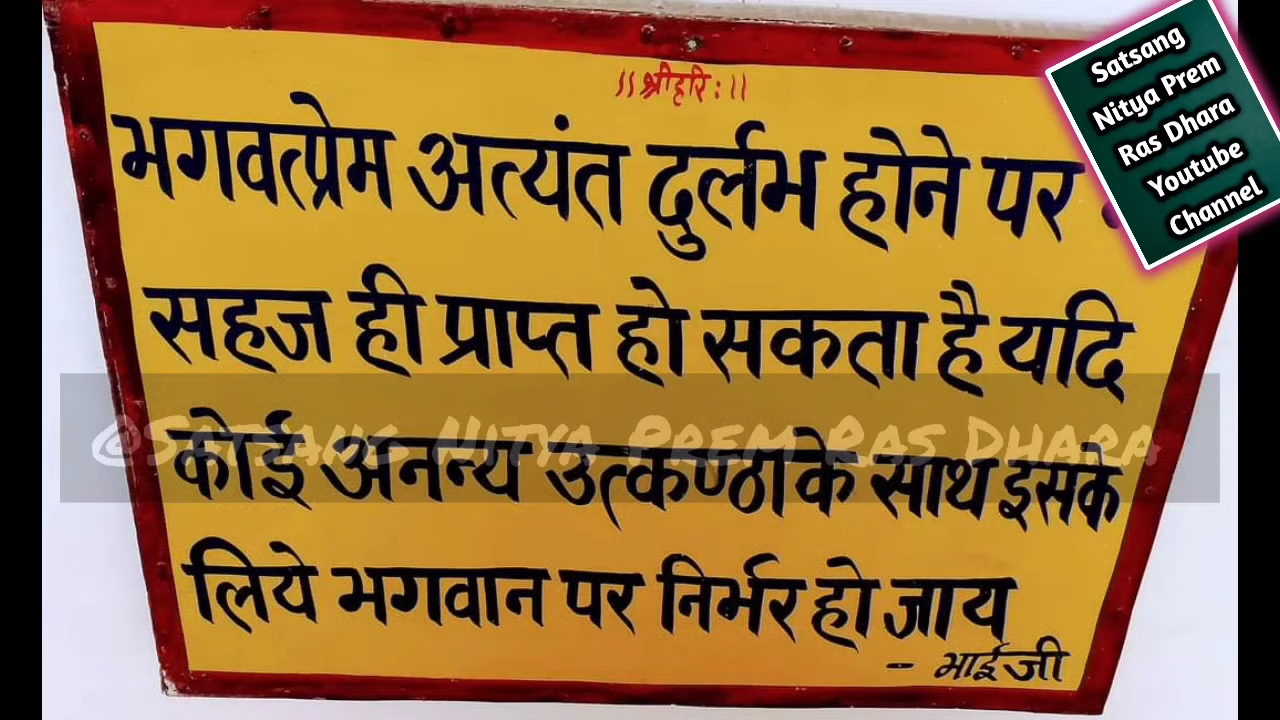 ।। श्रीहरि: ।।
भगवत्प्रेम अत्यंत दुर्लभ होने पर
सहज ही प्राप्त हो सकता है यदि
कोई अनन्य उत्कण्ठा के साथ इसके
लिये भगवान पर निर्भर हो जाय
- भाईजी
Satsang
Nitya Prem
Ras Dhara
Youtube
Channel
@Satsang Nitya Prem Ras Dhara